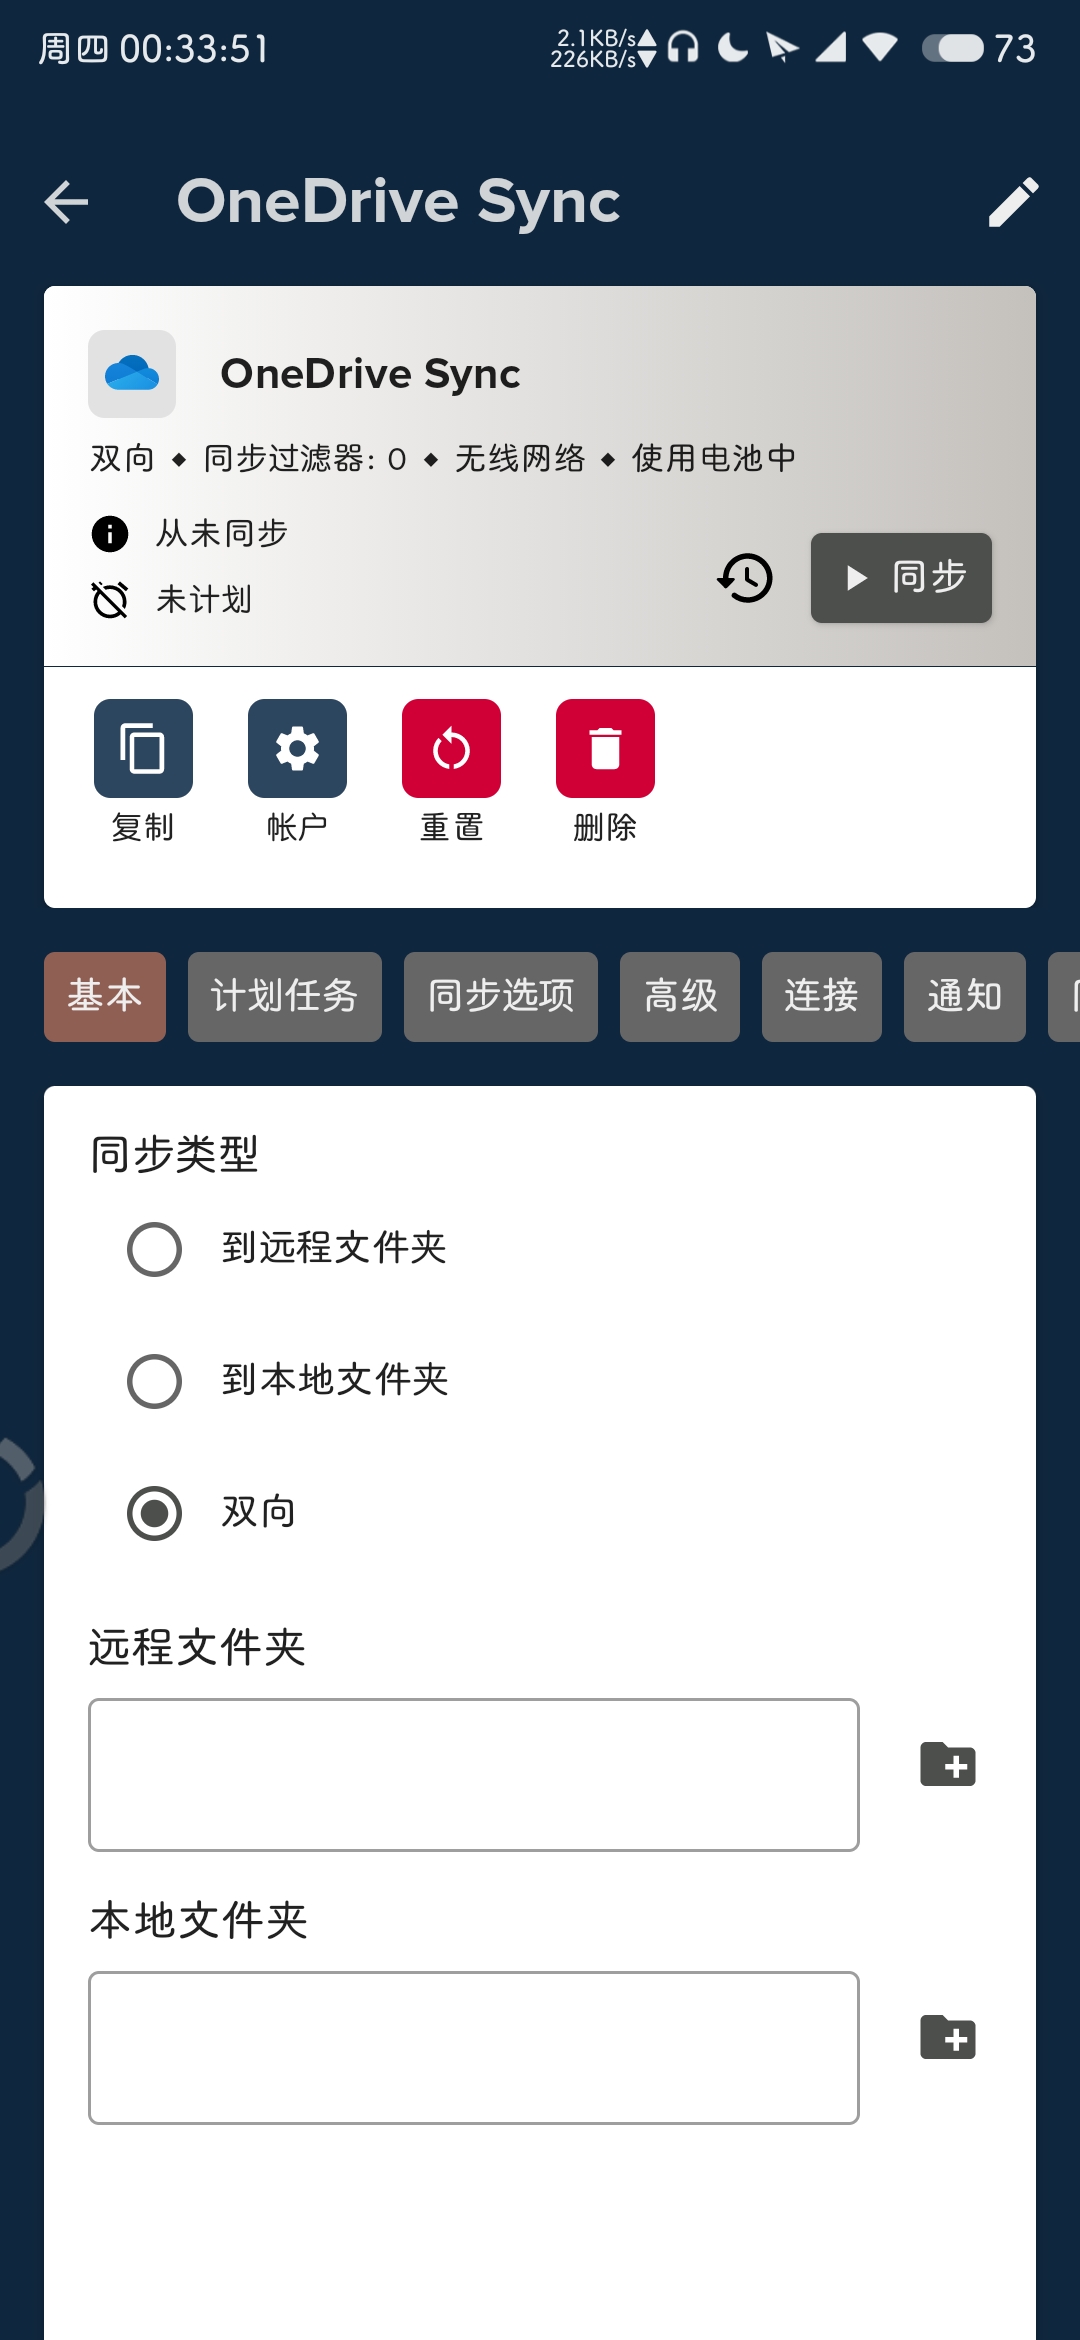 周四 00:33:51
2.1KB/s
226KB/s
73
OneDrive Sync
OneDrive Sync
双向 ◆ 同步过滤器: 0 ◆ 无线网络 ◆ 使用电池中
从未同步
未计划
同步
复制 帐户 重置 删除
基本 计划任务 同步选项 高级 连接 通知
同步类型
到远程文件夹
到本地文件夹
双向
远程文件夹
本地文件夹